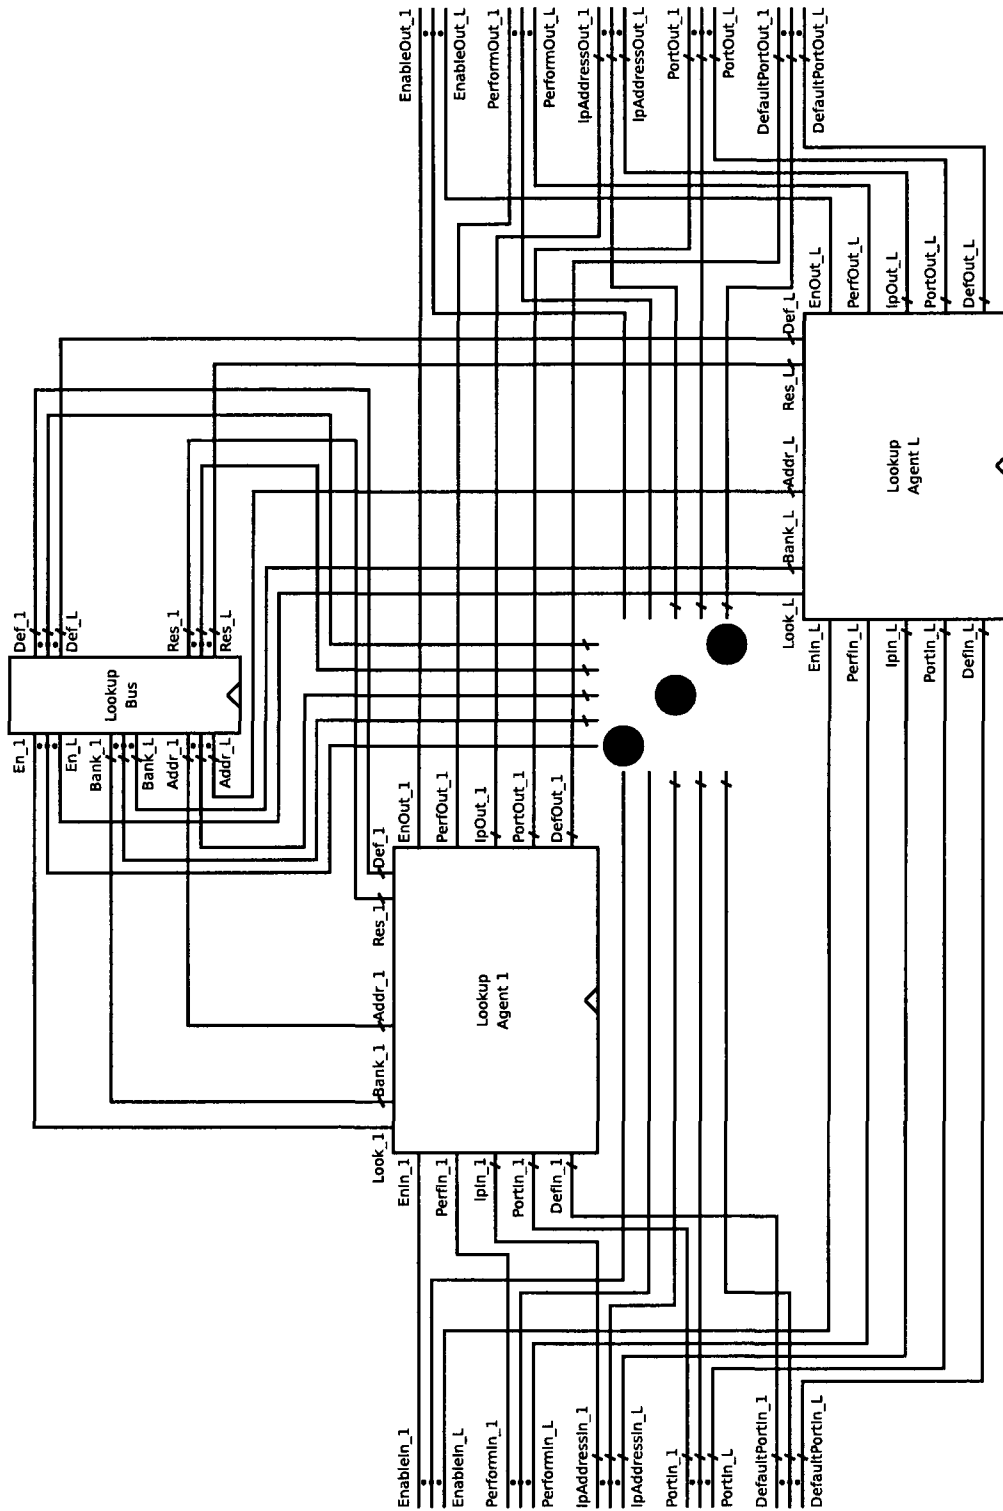 EnableOut_1
EnableOut_L
PerformOut_1
PerformOut_L
IpAddressOut_1
IpAddressOut_L
PortOut_1
PortOut_L
DefaultPortOut_1
DefaultPortOut_L
Def_1
Def_L
Res_1
Res_L
Lookup
Bus
En_1
En_L
Bank_1
Bank_L
Addr_1
Addr_L
EnOut_L
PerfOut_L
IpOut_L
PortOut_L
DefOut_L
Def_L
Res_L
Addr_L
Bank_L
Look_L
Lookup
Agent L
EnIn_L
PerfIn_L
IpIn_L
PortIn_L
DefIn_L
EnOut_1
PerfOut_1
IpOut_1
PortOut_1
DefOut_1
Def_1
Res_1
Addr_1
Bank_1
Look_1
Lookup
Agent 1
EnIn_1
PerfIn_1
IpIn_1
PortIn_1
DefIn_1
EnableIn_1
EnableIn_L
PerformIn_1
PerformIn_L
IpAddressIn_1
IpAddressIn_L
PortIn_1
PortIn_L
DefaultPortIn_1
DefaultPortIn_L